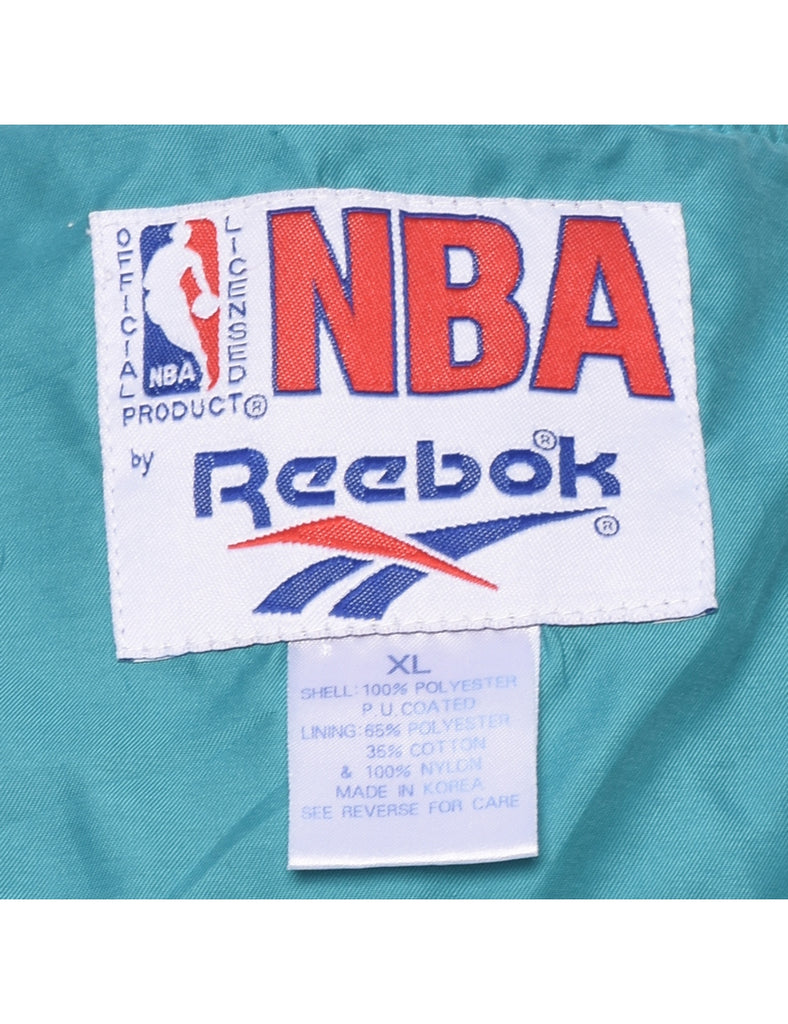 OFFICIAL
LICENSED
PRODUCT®
NBA
NBA
by
Reebok®
®
XL
SHELL: 100% POLYESTER
P.U. COATED
LINING: 65% POLYESTER
35% COTTON
& 100% NYLON
MADE IN KOREA
SEE REVERSE FOR CARE